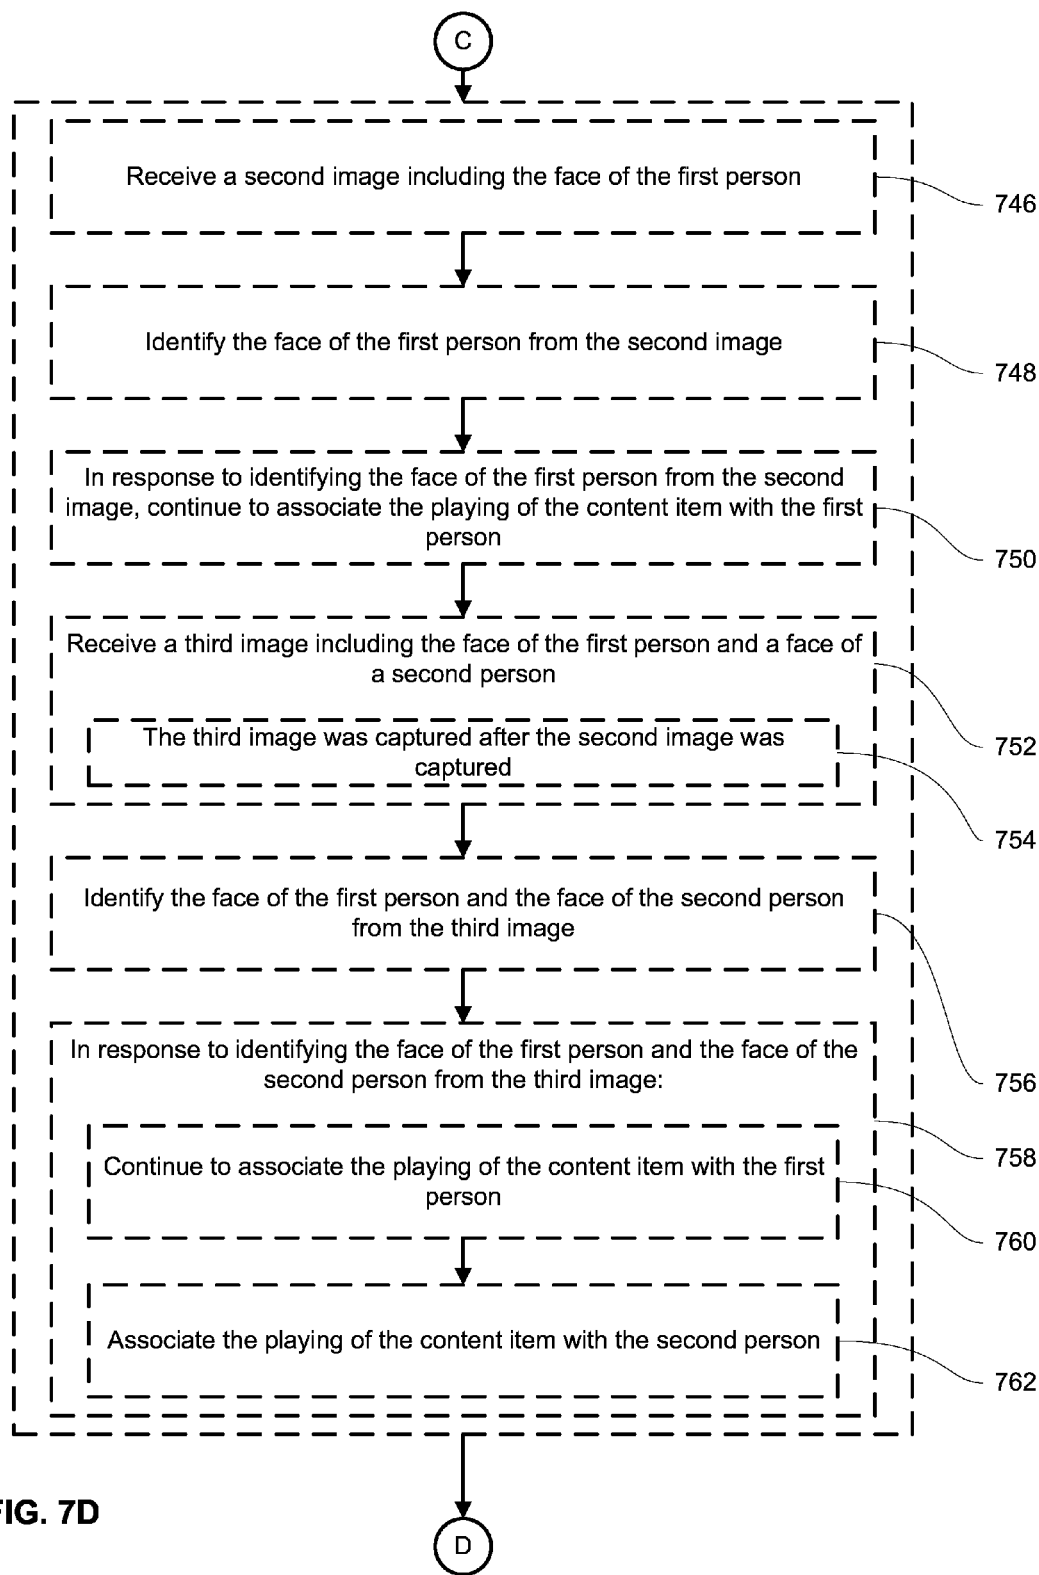 C
Receive a second image including the face of the first person
746
Identify the face of the first person from the second image
748
In response to identifying the face of the first person from the second
image, continue to associate the playing of the content item with the first
person
750
Receive a third image including the face of the first person and a face of
a second person
752
The third image was captured after the second image was
captured
754
Identify the face of the first person and the face of the second person
from the third image
756
In response to identifying the face of the first person and the face of the
second person from the third image:
758
Continue to associate the playing of the content item with the first
person
760
Associate the playing of the content item with the second person
762
FIG. 7D
D